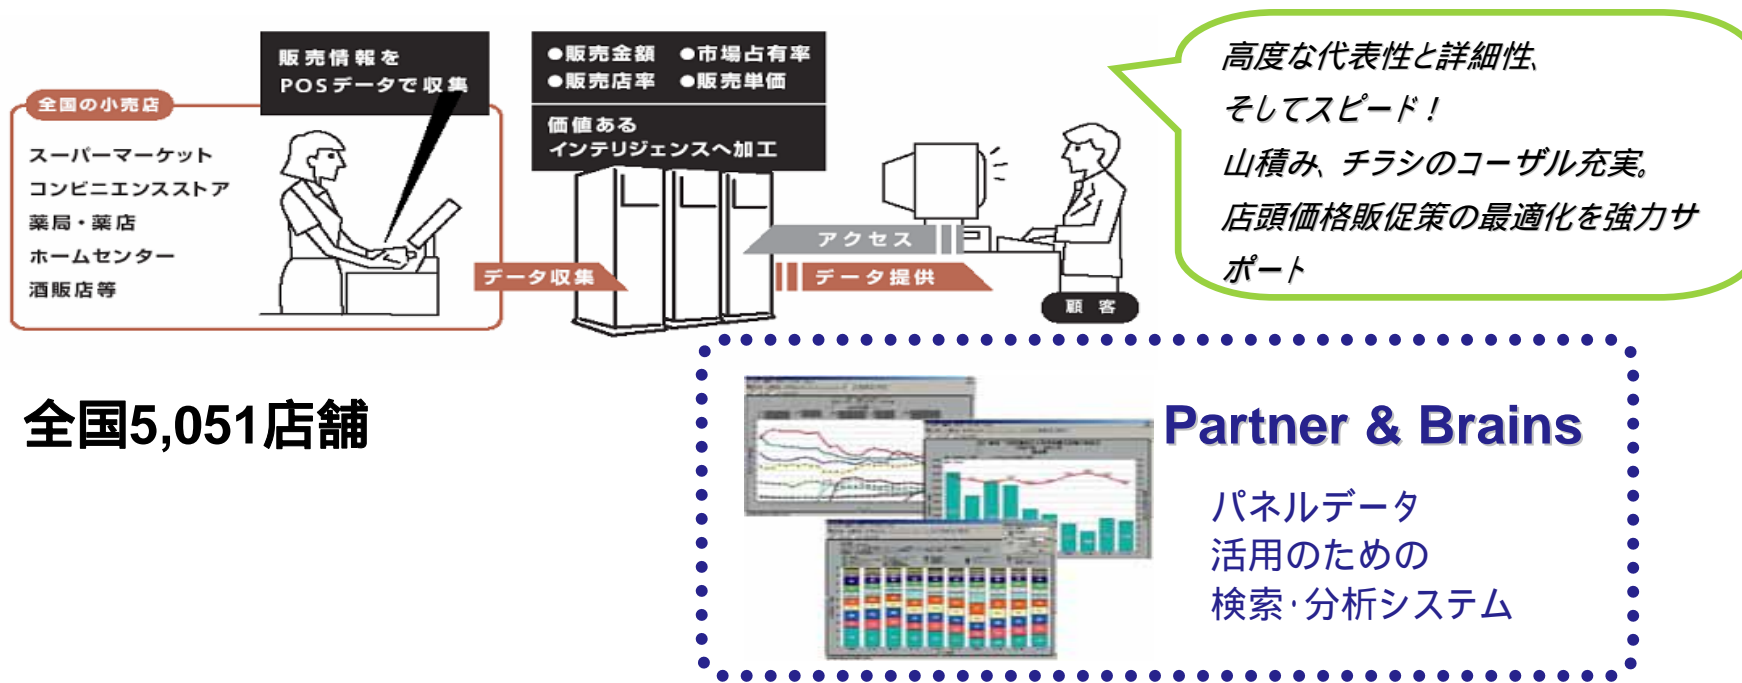 販売情報を
POSデータで収集
全国の小売店
スーパーマーケット
コンビニエンスストア
薬局・薬店
ホームセンター
酒販店等
データ収集
●販売金額 ●市場占有率
●販売店率 ●販売単価
価値ある
インテリジェンスへ加工
アクセス
データ提供
顧客
高度な代表性と詳細性、
そしてスピード！
山積み、チラシのコーザル充実。
店頭価格販促策の最適化を強力サ
ポート
全国5,051店舗
Partner & Brains
パネルデータ
活用のための
検索・分析システム